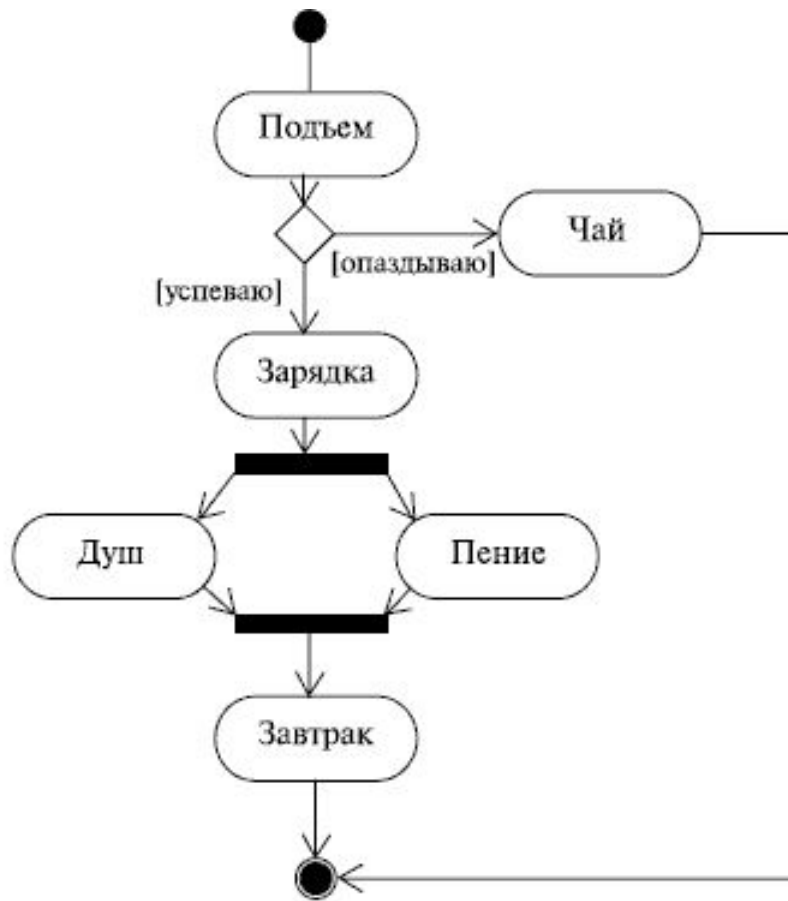 Подъем
Чай
[опаздываю]
[успеваю]
Зарядка
Душ
Пение
Завтрак